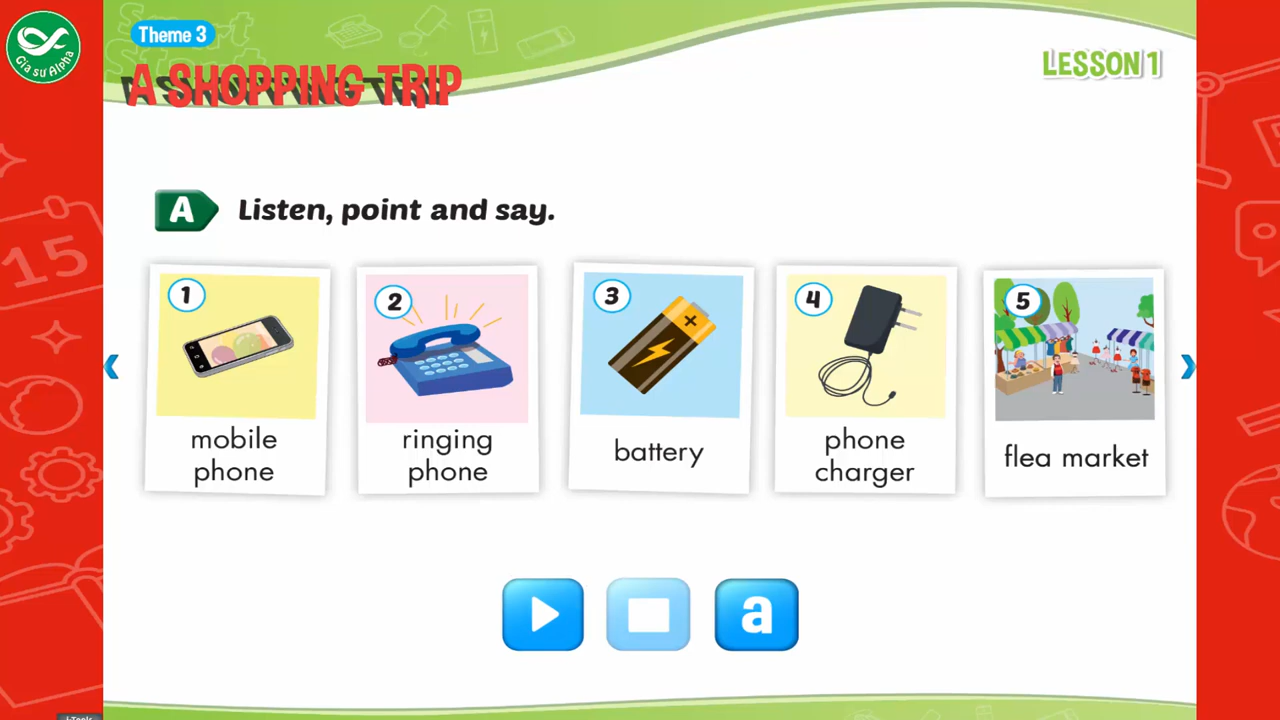 Theme 3
A SHOPPING TRIP
LESSON 1
Gia sư Alpha
A Listen, point and say.
1
mobile
phone
2
ringing
phone
3
battery
4
phone
charger
5
flea market
a
15